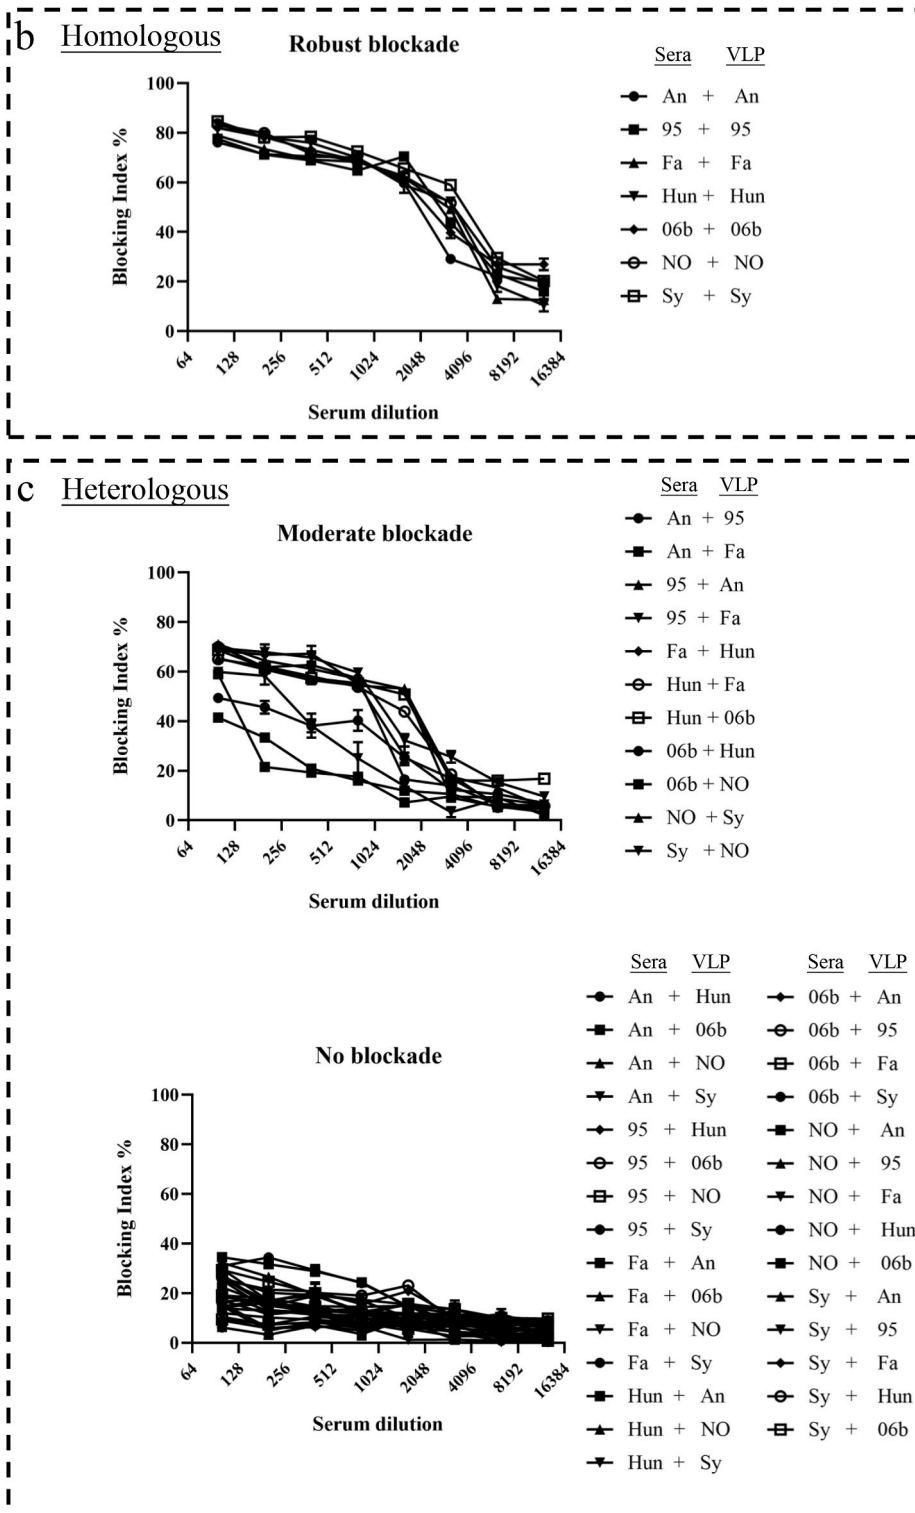 b Homologous
Robust blockade
Sera VLP
An + An
95 + 95
Fa + Fa
Hun + Hun
06b + 06b
NO + NO
Sy + Sy
Blocking Index %
100
80
60
40
20
0
64 128 256 512 1024 2048 4096 8192 16384
Serum dilution
c Heterologous
Moderate blockade
Sera VLP
An + 95
An + Fa
95 + An
95 + Fa
Fa + Hun
Hun + Fa
Hun + 06b
06b + Hun
06b + NO
NO + Sy
Sy + NO
Blocking Index %
100
80
60
40
20
0
64 128 256 512 1024 2048 4096 8192 16384
Serum dilution
No blockade
Sera VLP
An + Hun
An + 06b
An + NO
An + Sy
95 + Hun
95 + 06b
95 + NO
95 + Sy
Fa + An
Fa + 06b
Fa + NO
Fa + Sy
Hun + An
Hun + NO
Hun + Sy
Sera VLP
06b + An
06b + 95
06b + Fa
06b + Sy
NO + An
NO + 95
NO + Fa
NO + Hun
NO + 06b
Sy + An
Sy + 95
Sy + Fa
Sy + Hun
Sy + 06b
Blocking Index %
100
80
60
40
20
0
64 128 256 512 1024 2048 4096 8192 16384
Serum dilution